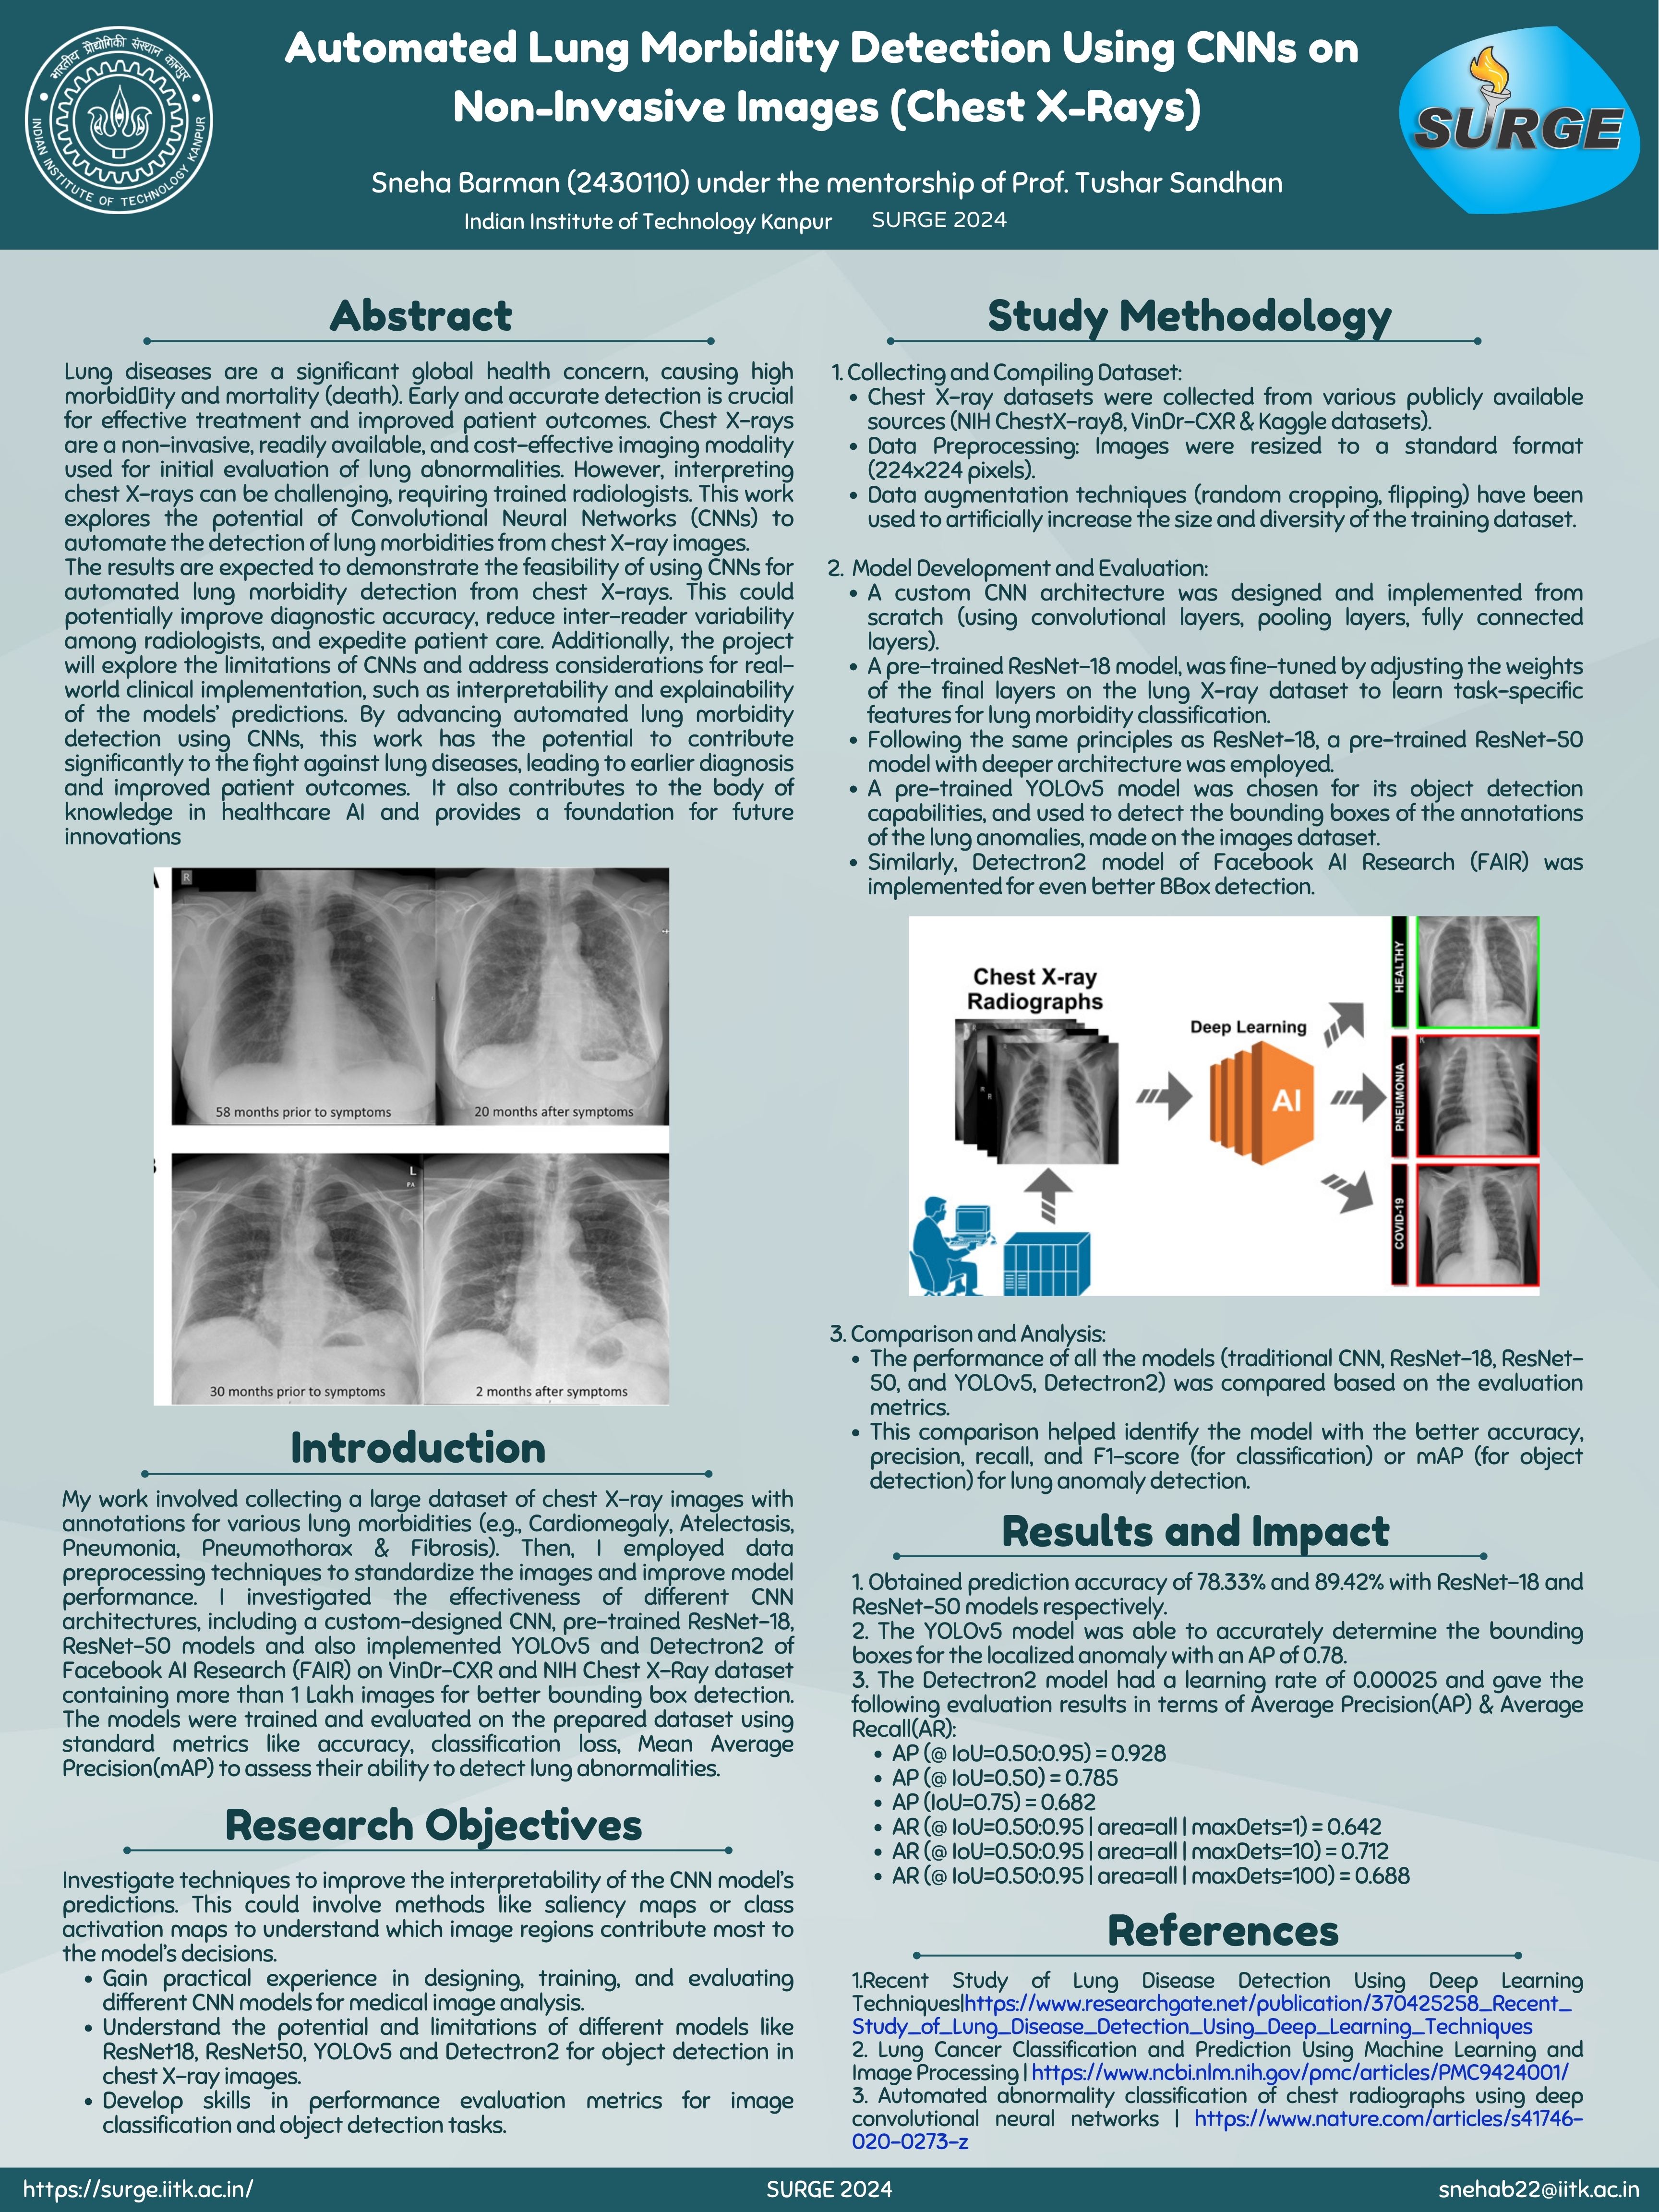 भारतीय प्रौद्योगिकी संस्थान कानपुर
INDIAN INSTITUTE OF TECHNOLOGY KANPUR
Automated Lung Morbidity Detection Using CNNs on
Non-Invasive Images (Chest X-Rays)
SURGE
Sneha Barman (2430110) under the mentorship of Prof. Tushar Sandhan
Indian Institute of Technology Kanpur SURGE 2024
Abstract
Lung diseases are a significant global health concern, causing high
morbid▯ity and mortality (death). Early and accurate detection is crucial
for effective treatment and improved patient outcomes. Chest X-rays
are a non-invasive, readily available, and cost-effective imaging modality
used for initial evaluation of lung abnormalities. However, interpreting
chest X-rays can be challenging, requiring trained radiologists. This work
explores the potential of Convolutional Neural Networks (CNNs) to
automate the detection of lung morbidities from chest X-ray images.
The results are expected to demonstrate the feasibility of using CNNs for
automated lung morbidity detection from chest X-rays. This could
potentially improve diagnostic accuracy, reduce inter-reader variability
among radiologists, and expedite patient care. Additionally, the project
will explore the limitations of CNNs and address considerations for real-
world clinical implementation, such as interpretability and explainability
of the models' predictions. By advancing automated lung morbidity
detection using CNNs, this work has the potential to contribute
significantly to the fight against lung diseases, leading to earlier diagnosis
and improved patient outcomes. It also contributes to the body of
knowledge in healthcare AI and provides a foundation for future
innovations
R
58 months prior to symptoms
20 months after symptoms
L
PA
30 months prior to symptoms
2 months after symptoms
Introduction
My work involved collecting a large dataset of chest X-ray images with
annotations for various lung morbidities (e.g., Cardiomegaly, Atelectasis,
Pneumonia, Pneumothorax & Fibrosis). Then, I employed data
preprocessing techniques to standardize the images and improve model
performance. I investigated the effectiveness of different CNN
architectures, including a custom-designed CNN, pre-trained ResNet-18,
ResNet-50 models and also implemented YOLOv5 and Detectron2 of
Facebook AI Research (FAIR) on VinDr-CXR and NIH Chest X-Ray dataset
containing more than 1 Lakh images for better bounding box detection.
The models were trained and evaluated on the prepared dataset using
standard metrics like accuracy, classification loss, Mean Average
Precision(mAP) to assess their ability to detect lung abnormalities.
Research Objectives
Investigate techniques to improve the interpretability of the CNN model's
predictions. This could involve methods like saliency maps or class
activation maps to understand which image regions contribute most to
the model's decisions.
• Gain practical experience in designing, training, and evaluating
different CNN models for medical image analysis.
• Understand the potential and limitations of different models like
ResNet18, ResNet50, YOLOv5 and Detectron2 for object detection in
chest X-ray images.
• Develop skills in performance evaluation metrics for image
classification and object detection tasks.
Study Methodology
1. Collecting and Compiling Dataset:
• Chest X-ray datasets were collected from various publicly available
sources (NIH ChestX-ray8, VinDr-CXR & Kaggle datasets).
• Data Preprocessing: Images were resized to a standard format
(224x224 pixels).
• Data augmentation techniques (random cropping, flipping) have been
used to artificially increase the size and diversity of the training dataset.
2. Model Development and Evaluation:
• A custom CNN architecture was designed and implemented from
scratch (using convolutional layers, pooling layers, fully connected
layers).
• A pre-trained ResNet-18 model, was fine-tuned by adjusting the weights
of the final layers on the lung X-ray dataset to learn task-specific
features for lung morbidity classification.
• Following the same principles as ResNet-18, a pre-trained ResNet-50
model with deeper architecture was employed.
• A pre-trained YOLOv5 model was chosen for its object detection
capabilities, and used to detect the bounding boxes of the annotations
of the lung anomalies, made on the images dataset.
• Similarly, Detectron2 model of Facebook AI Research (FAIR) was
implemented for even better BBox detection.
Chest X-ray
Radiographs
R
R
Deep Learning
AI
HEALTHY
PNEUMONIA
COVID-19
3. Comparison and Analysis:
• The performance of all the models (traditional CNN, ResNet-18, ResNet-
50, and YOLOv5, Detectron2) was compared based on the evaluation
metrics.
• This comparison helped identify the model with the better accuracy,
precision, recall, and F1-score (for classification) or mAP (for object
detection) for lung anomaly detection.
Results and Impact
1. Obtained prediction accuracy of 78.33% and 89.42% with ResNet-18 and
ResNet-50 models respectively.
2. The YOLOv5 model was able to accurately determine the bounding
boxes for the localized anomaly with an AP of 0.78.
3. The Detectron2 model had a learning rate of 0.00025 and gave the
following evaluation results in terms of Average Precision(AP) & Average
Recall(AR):
• AP (@ IoU=0.50:0.95) = 0.928
• AP (@ IoU=0.50) = 0.785
• AP (IoU=0.75) = 0.682
• AR (@ IoU=0.50:0.95 | area=all | maxDets=1) = 0.642
• AR (@ IoU=0.50:0.95 | area=all | maxDets=10) = 0.712
• AR (@ IoU=0.50:0.95 | area=all | maxDets=100) = 0.688
References
1.Recent Study of Lung Disease Detection Using Deep Learning
Techniques|https://www.researchgate.net/publication/370425258_Recent_
Study_of_Lung_Disease_Detection_Using_Deep_Learning_Techniques
2. Lung Cancer Classification and Prediction Using Machine Learning and
Image Processing | https://www.ncbi.nlm.nih.gov/pmc/articles/PMC9424001/
3. Automated abnormality classification of chest radiographs using deep
convolutional neural networks | https://www.nature.com/articles/s41746-
020-0273-z
https://surge.iitk.ac.in/
SURGE 2024
snehab22@iitk.ac.in